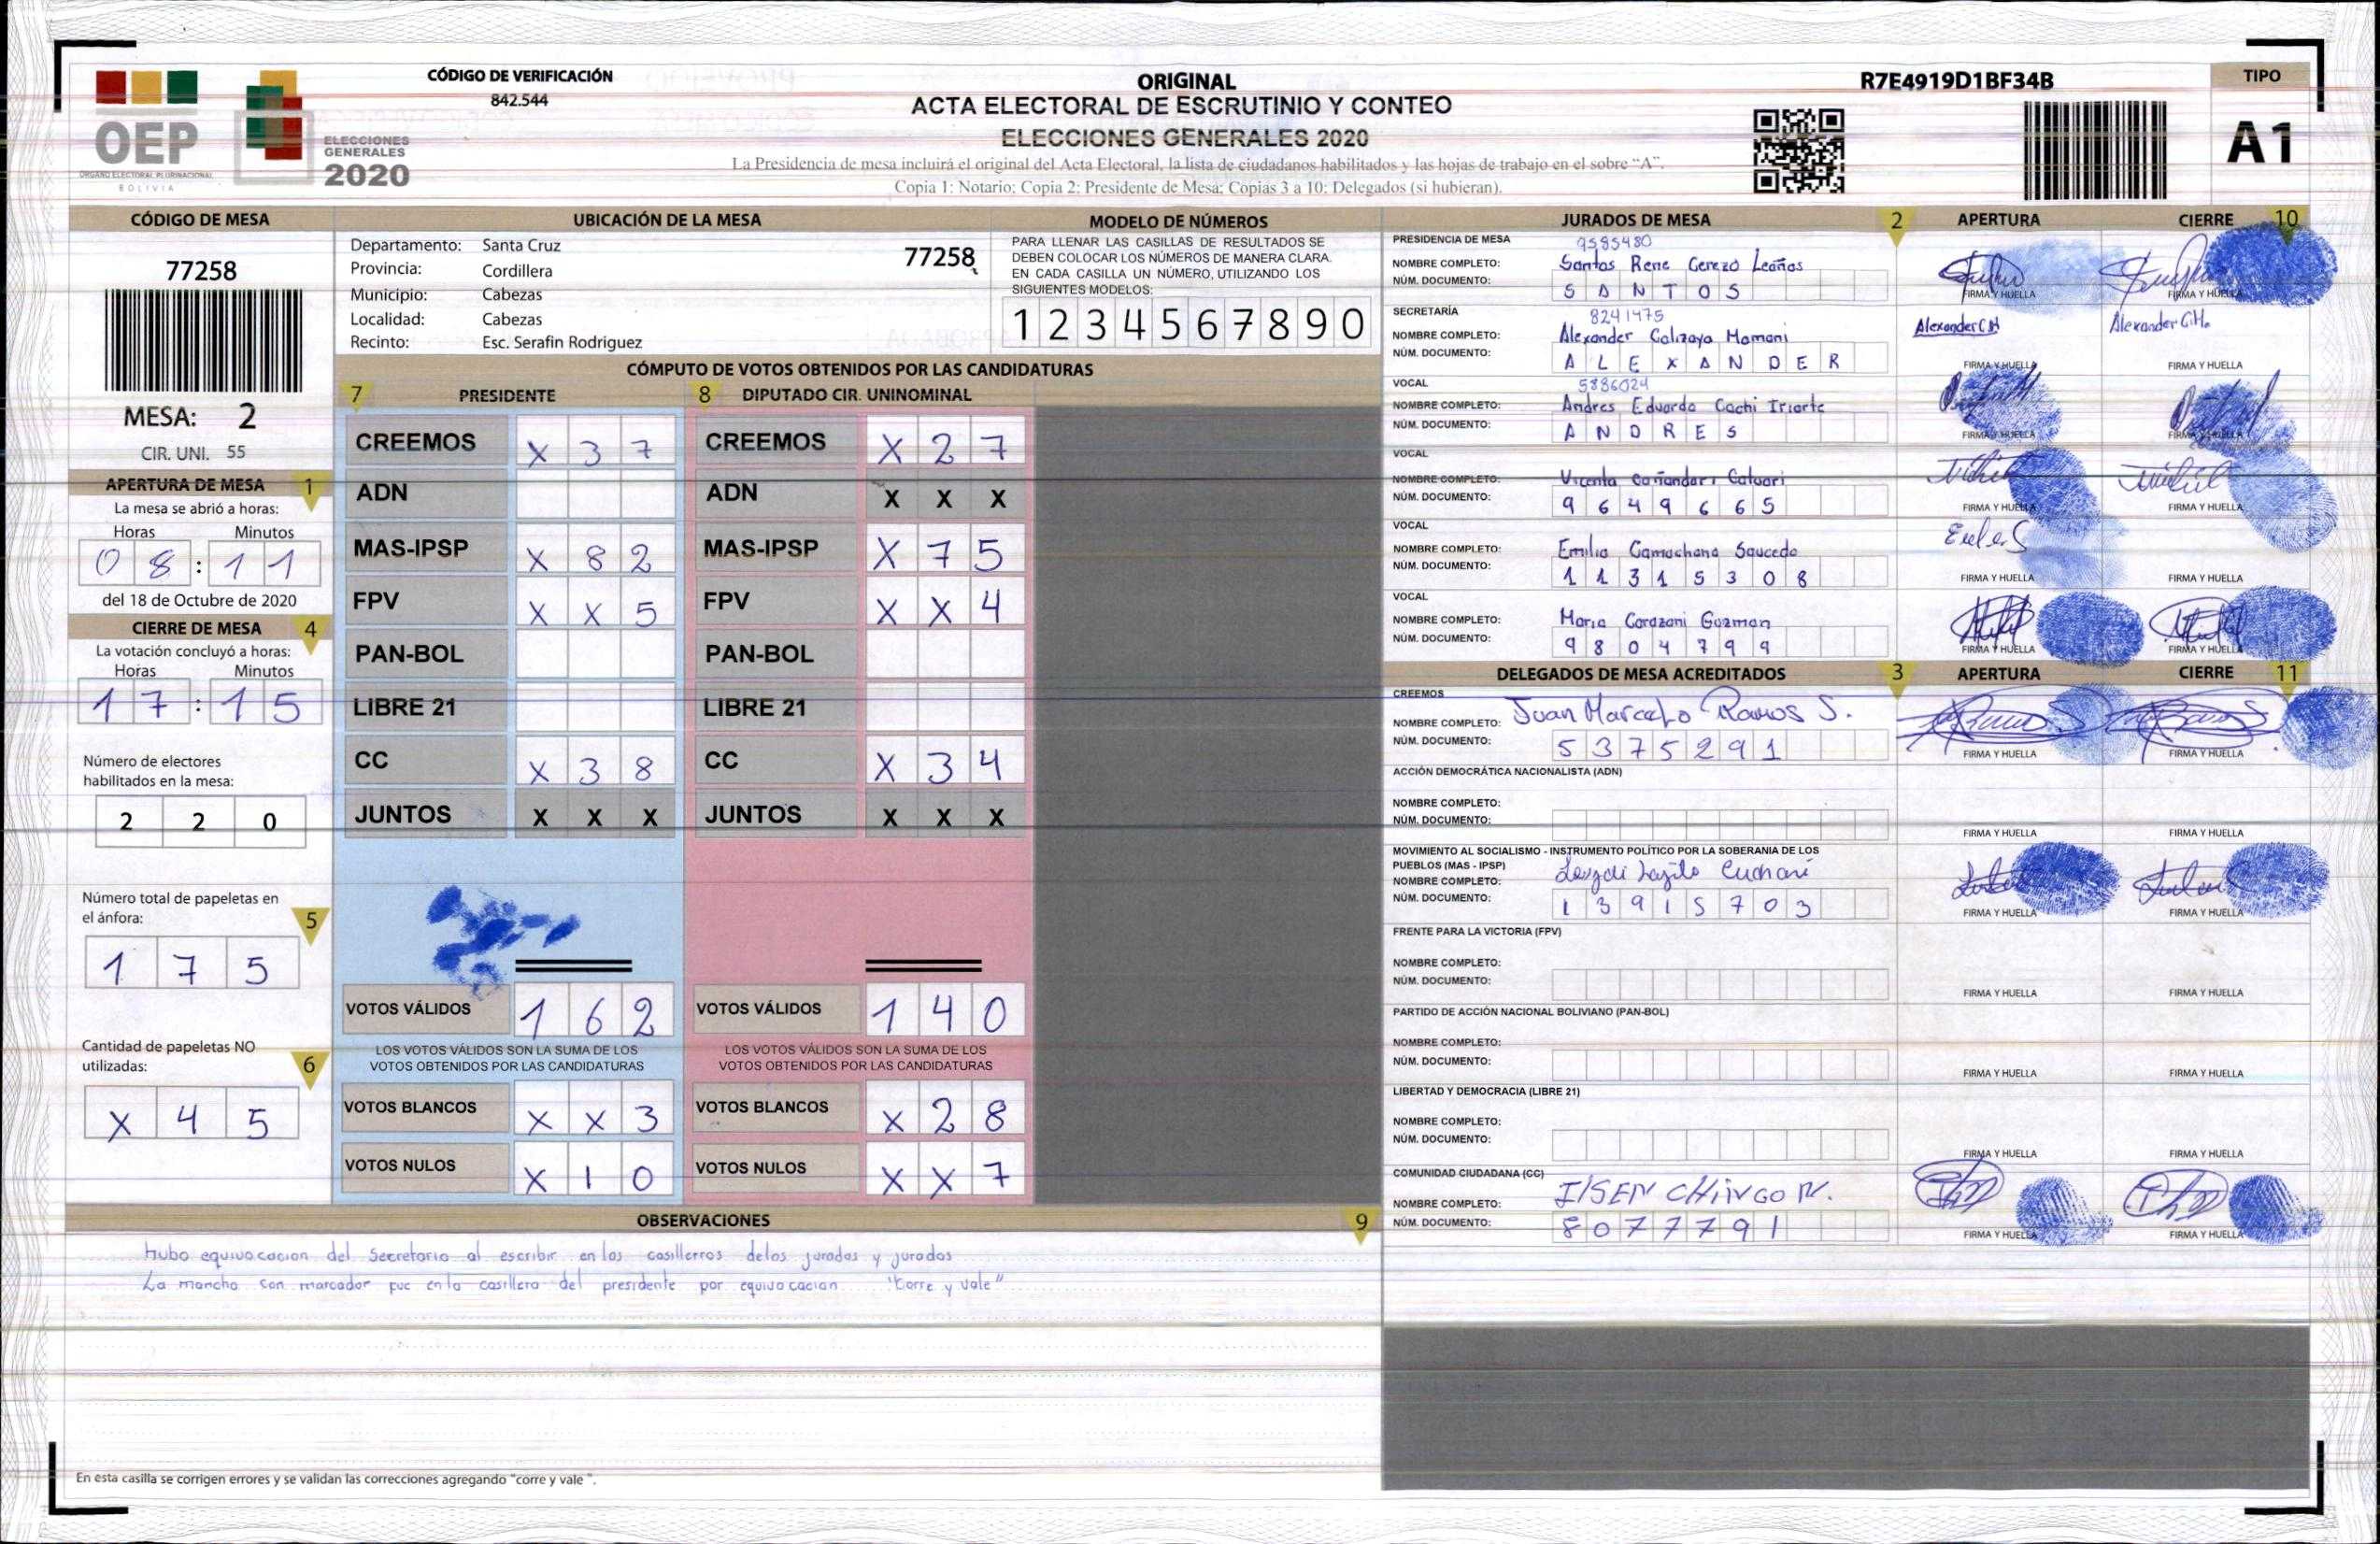 OEP
ÓRGANO ELECTORAL PLURINACIONAL
BOLIVIA
ELECCIONES
GENERALES
2020
CÓDIGO DE VERIFICACIÓN
842.544
ORIGINAL
ACTA ELECTORAL DE ESCRUTINIO Y CONTEO
ELECCIONES GENERALES 2020
La Presidencia de mesa incluirá el original del Acta Electoral, la lista de ciudadanos habilitados y las hojas de trabajo en el sobre "A".
Copia 1: Notario; Copia 2: Presidente de Mesa; Copias 3 a 10: Delegados (si hubieran).
R7E4919D1BF34B
TIPO
A1
CÓDIGO DE MESA
77258
MESA: 2
CIR. UNI. 55
APERTURA DE MESA 1
La mesa se abrió a horas:
Horas Minutos
08:11
del 18 de Octubre de 2020
CIERRE DE MESA 4
La votación concluyó a horas:
Horas Minutos
17:15
Número de electores
habilitados en la mesa:
2 2 0
Número total de papeletas en
el ánfora: 5
1 7 5
Cantidad de papeletas NO
utilizadas: 6
X 4 5
UBICACIÓN DE LA MESA
Departamento: Santa Cruz 77258
Provincia: Cordillera
Municipio: Cabezas
Localidad: Cabezas
Recinto: Esc. Serafin Rodriguez
MODELO DE NÚMEROS
PARA LLENAR LAS CASILLAS DE RESULTADOS SE
DEBEN COLOCAR LOS NÚMEROS DE MANERA CLARA.
EN CADA CASILLA UN NÚMERO, UTILIZANDO LOS
SIGUIENTES MODELOS:
1 2 3 4 5 6 7 8 9 0
CÓMPUTO DE VOTOS OBTENIDOS POR LAS CANDIDATURAS
7 PRESIDENTE 8 DIPUTADO CIR. UNINOMINAL
CREEMOS X 3 7 CREEMOS X 2 7
ADN ADN X X X
MAS-IPSP X 8 2 MAS-IPSP X 7 5
FPV X X 5 FPV X X 4
PAN-BOL PAN-BOL
LIBRE 21 LIBRE 21
CC X 3 8 CC X 3 4
JUNTOS X X X JUNTOS X X X
VOTOS VÁLIDOS 1 6 2 VOTOS VÁLIDOS 1 4 0
LOS VOTOS VÁLIDOS SON LA SUMA DE LOS LOS VOTOS VÁLIDOS SON LA SUMA DE LOS
VOTOS OBTENIDOS POR LAS CANDIDATURAS VOTOS OBTENIDOS POR LAS CANDIDATURAS
VOTOS BLANCOS X X 3 VOTOS BLANCOS X 2 8
VOTOS NULOS X 1 0 VOTOS NULOS X X 7
OBSERVACIONES 9
hubo equivocacion del Secretario al escribir en los casillerros delos jurados y jurados
La mancha con marcador fue en la casillera del presidente por equivocacion "Corre y vale"
En esta casilla se corrigen errores y se validan las correcciones agregando "corre y vale ".
JURADOS DE MESA 2 APERTURA CIERRE 10
PRESIDENCIA DE MESA 9585480
NOMBRE COMPLETO: Santos Rene Cerezo Leaños
NÚM. DOCUMENTO: S A N T O S FIRMA Y HUELLA FIRMA Y HUELLA
SECRETARÍA 8241475
NOMBRE COMPLETO: Alexander Calizaya Mamani Alexander C.M. Alexander C.M.
NÚM. DOCUMENTO: A L E X A N D E R FIRMA Y HUELLA FIRMA Y HUELLA
VOCAL 5886024
NOMBRE COMPLETO: Andres Eduardo Cachi Iriarte
NÚM. DOCUMENTO: A N D R E S FIRMA Y HUELLA FIRMA Y HUELLA
VOCAL
NOMBRE COMPLETO: Vicenta Cañandari Caluari
NÚM. DOCUMENTO: 9 6 4 9 6 6 5 FIRMA Y HUELLA FIRMA Y HUELLA
VOCAL
NOMBRE COMPLETO: Emilio Camachana Saucedo
NÚM. DOCUMENTO: 1 1 3 1 5 3 0 8 FIRMA Y HUELLA FIRMA Y HUELLA
VOCAL
NOMBRE COMPLETO: Maria Carazani Guzman
NÚM. DOCUMENTO: 9 8 0 4 7 9 9 FIRMA Y HUELLA FIRMA Y HUELLA
DELEGADOS DE MESA ACREDITADOS 3 APERTURA CIERRE 11
CREEMOS
NOMBRE COMPLETO: Juan Marcelo Ramos S.
NÚM. DOCUMENTO: 5 3 7 5 2 9 1 FIRMA Y HUELLA FIRMA Y HUELLA
ACCIÓN DEMOCRÁTICA NACIONALISTA (ADN)
NOMBRE COMPLETO:
NÚM. DOCUMENTO: FIRMA Y HUELLA FIRMA Y HUELLA
MOVIMIENTO AL SOCIALISMO - INSTRUMENTO POLÍTICO POR LA SOBERANIA DE LOS
PUEBLOS (MAS - IPSP)
NOMBRE COMPLETO:
NÚM. DOCUMENTO: 1 3 9 1 5 7 0 3 FIRMA Y HUELLA FIRMA Y HUELLA
FRENTE PARA LA VICTORIA (FPV)
NOMBRE COMPLETO:
NÚM. DOCUMENTO: FIRMA Y HUELLA FIRMA Y HUELLA
PARTIDO DE ACCIÓN NACIONAL BOLIVIANO (PAN-BOL)
NOMBRE COMPLETO:
NÚM. DOCUMENTO: FIRMA Y HUELLA FIRMA Y HUELLA
LIBERTAD Y DEMOCRACIA (LIBRE 21)
NOMBRE COMPLETO:
NÚM. DOCUMENTO: FIRMA Y HUELLA FIRMA Y HUELLA
COMUNIDAD CIUDADANA (CC)
NOMBRE COMPLETO: ILSEN CHINGO N.
NÚM. DOCUMENTO: 8 0 7 7 7 9 1 FIRMA Y HUELLA FIRMA Y HUELLA